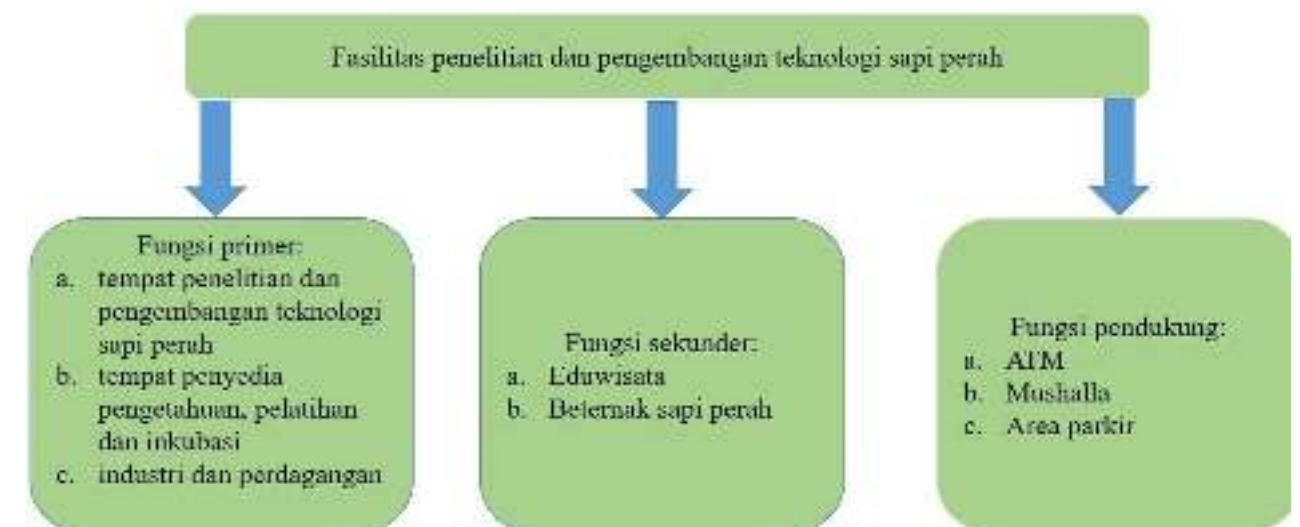 Fasilitas penelitian dan pengembangan teknologi sapi perah
Fungsi primer:
a. tempat penelitian dan
pengembangan teknologi
sapi perah
b. tempat penyedia
pengetahuan, pelatihan
dan inkubasi
c. industri dan perdagangan
Fungsi sekunder:
a. Eduwisata
b. Beternak sapi perah
Fungsi pendukung:
a. ATM
b. Mushalla
c. Area parkir